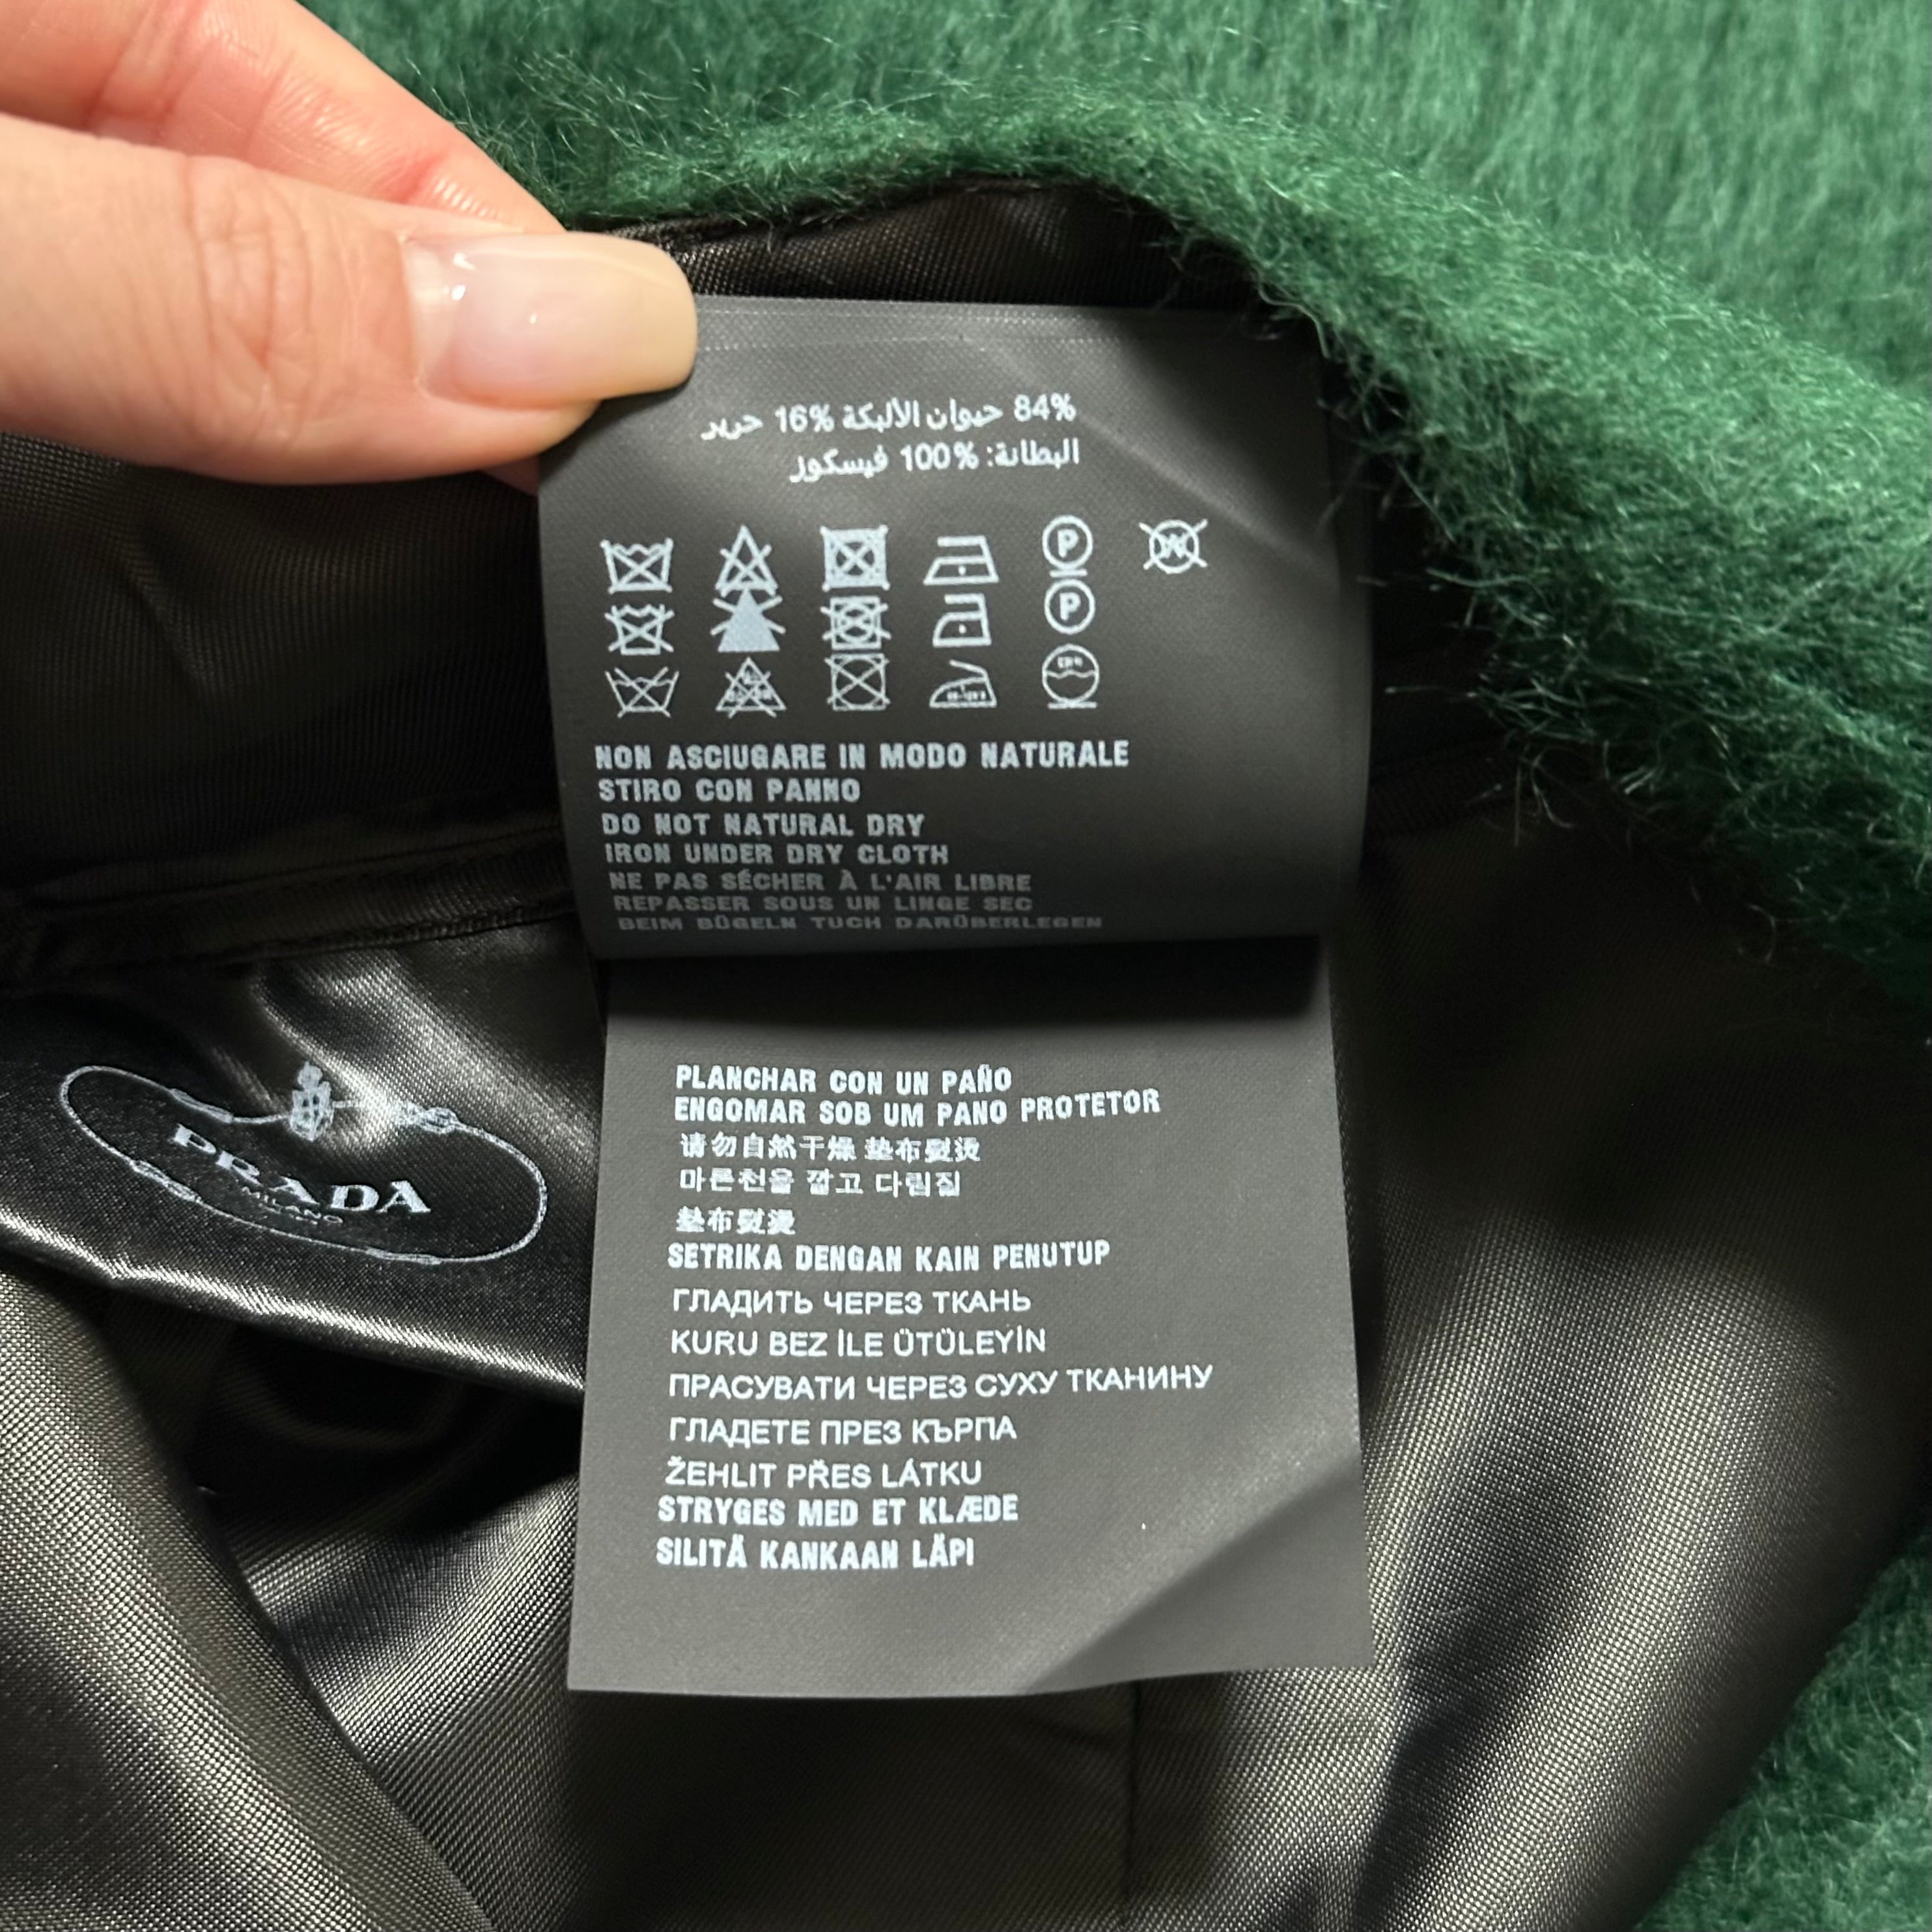 84% حيوان الألبكة 16% حرير
البطانة: 100% فيسكوز
P
W
P
NON ASCIUGARE IN MODO NATURALE
STIRO CON PANNO
DO NOT NATURAL DRY
IRON UNDER DRY CLOTH
NE PAS SÉCHER À L'AIR LIBRE
REPASSER SOUS UN LINGE SEC
BEIM BÜGELN TUCH DARÜBERLEGEN
PRADA
MILANO
PLANCHAR CON UN PAÑO
ENGOMAR SOB UM PANO PROTETOR
请勿自然干燥 垫布熨烫
마른천을 깔고 다림질
墊布熨燙
SETRIKA DENGAN KAIN PENUTUP
ГЛАДИТЬ ЧЕРЕЗ ТКАНЬ
KURU BEZ İLE ÜTÜLEYİN
ПРАСУВАТИ ЧЕРЕЗ СУХУ ТКАНИНУ
ГЛАДЕТЕ ПРЕЗ КЪРПА
ŽEHLIT PŘES LÁTKU
STRYGES MED ET KLÆDE
SILITÄ KANKAAN LÄPI